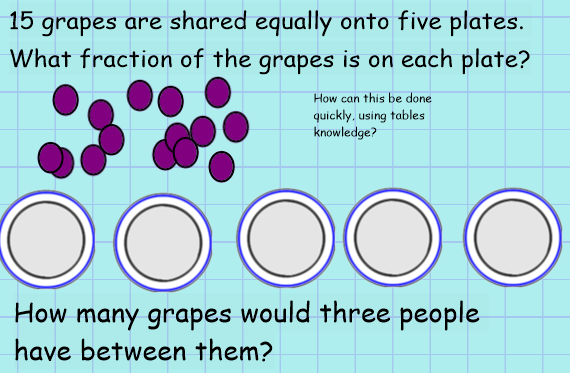 15 grapes are shared equally onto five plates.
What fraction of the grapes is on each plate?
How can this be done
quickly, using tables
knowledge?
How many grapes would three people
have between them?